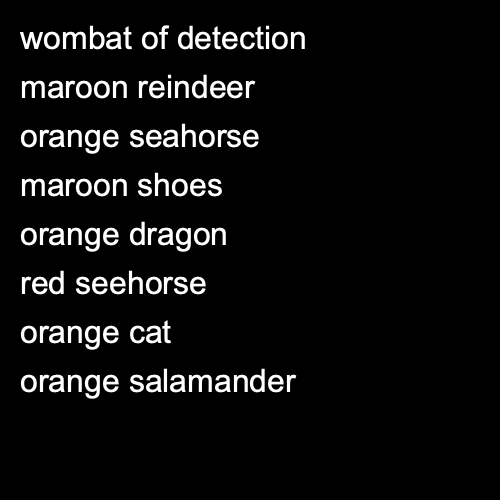 wombat of detection
maroon reindeer
orange seahorse
maroon shoes
orange dragon
red seehorse
orange cat
orange salamander